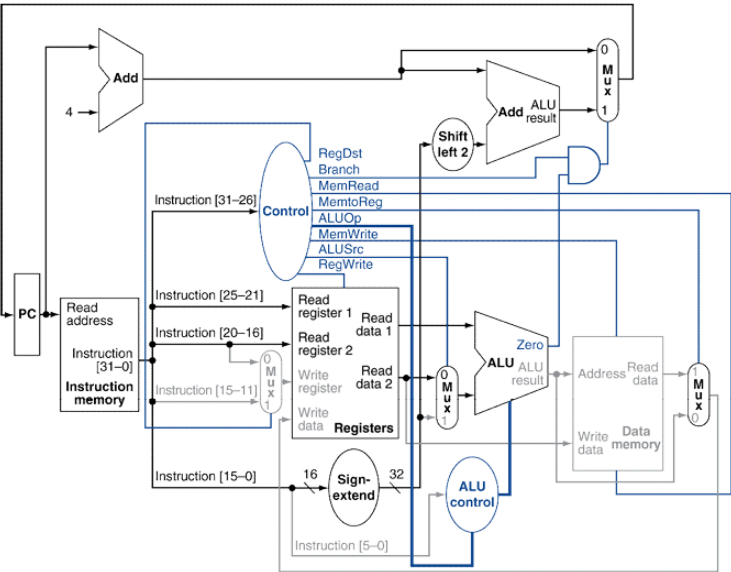 Add
4
0
M
u
x
1
Add
ALU
result
Shift
left 2
RegDst
Branch
MemRead
MemtoReg
ALUOp
MemWrite
ALUSrc
RegWrite
Control
Instruction [31–26]
Instruction [25–21]
Instruction [20–16]
Instruction [15–11]
Instruction [15–0]
Instruction [5–0]
PC
Read
address
Instruction
[31–0]
Instruction
memory
0
M
u
x
1
Read
register 1
Read
register 2
Write
register
Write
data
Read
data 1
Read
data 2
Registers
16
Sign-
extend
32
0
M
u
x
1
Zero
ALU
ALU
result
ALU
control
Address
Read
data
Write
data
Data
memory
1
M
u
x
0